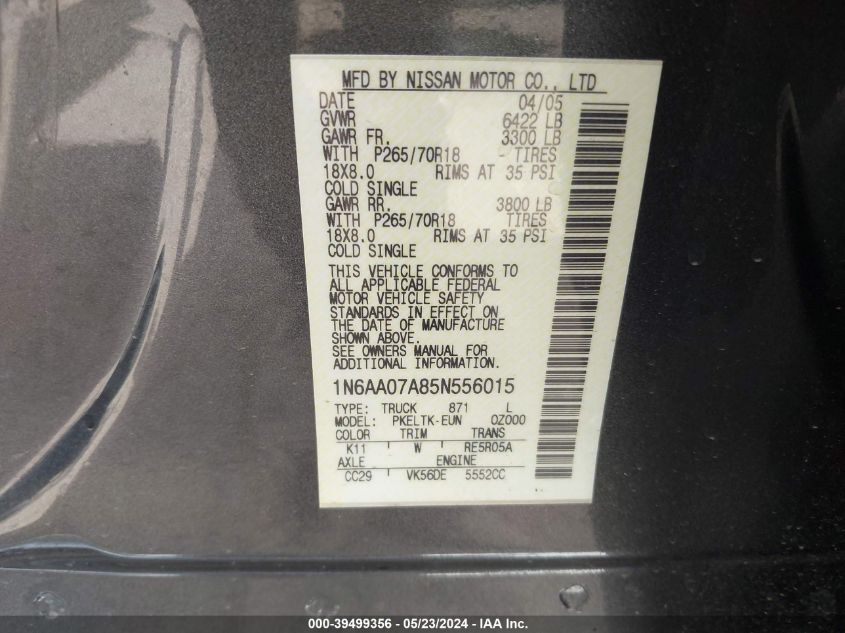 MFD BY NISSAN MOTOR CO., LTD
DATE 04/05
GVWR 6422 LB
GAWR FR. 3300 LB
WITH P265/70R18 - TIRES
18X8.0 RIMS AT 35 PSI
COLD SINGLE
GAWR RR. 3800 LB
WITH P265/70R18 TIRES
18X8.0 RIMS AT 35 PSI
COLD SINGLE
THIS VEHICLE CONFORMS TO
ALL APPLICABLE FEDERAL
MOTOR VEHICLE SAFETY
STANDARDS IN EFFECT ON
THE DATE OF MANUFACTURE
SHOWN ABOVE.
SEE OWNERS MANUAL FOR
ADDITIONAL INFORMATION.
1N6AA07A85N556015
TYPE: TRUCK 871 L
MODEL: PKELTK-EUN 0Z000
COLOR TRIM TRANS
K11 W RE5R05A
AXLE ENGINE
CC29 VK56DE 5552CC
000-39499356 - 05/23/2024 - IAA Inc.